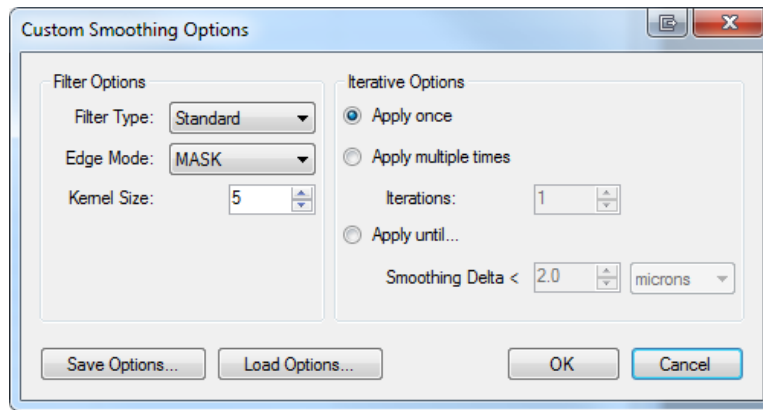 Custom Smoothing Options
Filter Options
Filter Type: Standard
Edge Mode: MASK
Kernel Size: 5
Iterative Options
Apply once
Apply multiple times
Iterations: 1
Apply until...
Smoothing Delta < 2.0 microns
Save Options... Load Options... OK Cancel